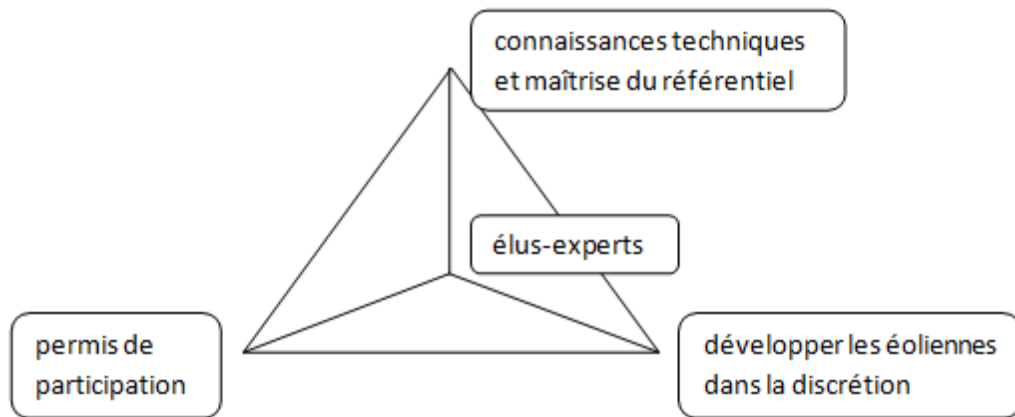 connaissances techniques
et maîtrise du référentiel
élus-experts
permis de
participation
développer les éoliennes
dans la discrétion